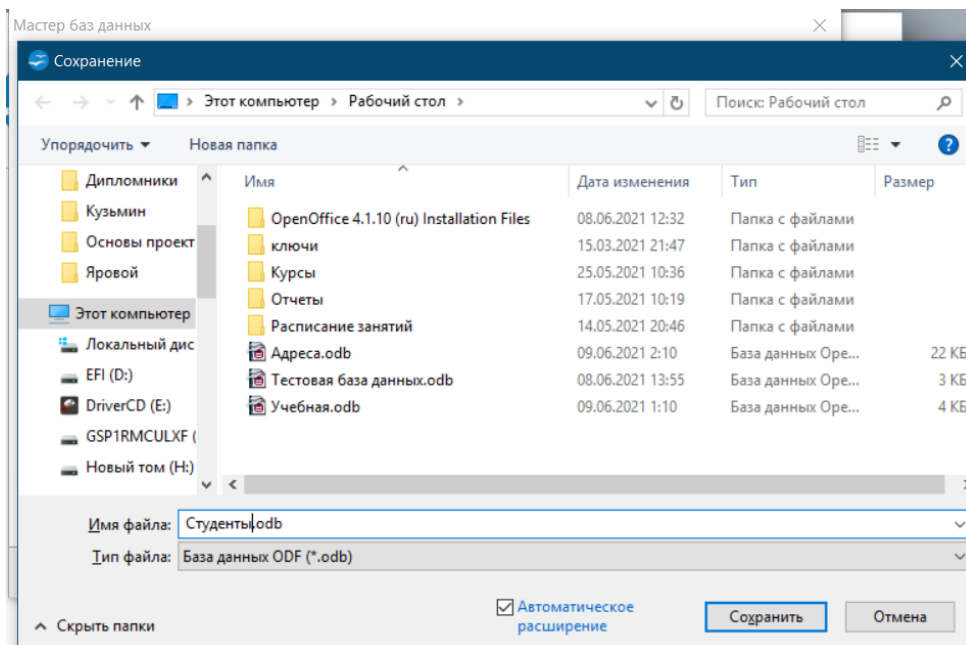 Мастер баз данных
Сохранение
Этот компьютер › Рабочий стол ›
Поиск: Рабочий стол
Упорядочить
Новая папка
Дипломники
Кузьмин
Основы проект
Яровой
Этот компьютер
Локальный дис
EFI (D:)
DriverCD (E:)
GSP1RMCULXF (
Новый том (H:)
Имя Дата изменения Тип Размер
OpenOffice 4.1.10 (ru) Installation Files 08.06.2021 12:32 Папка с файлами
ключи 15.03.2021 21:47 Папка с файлами
Курсы 25.05.2021 10:36 Папка с файлами
Отчеты 17.05.2021 10:19 Папка с файлами
Расписание занятий 14.05.2021 20:46 Папка с файлами
Адреса.odb 09.06.2021 2:10 База данных Ope... 22 КБ
Тестовая база данных.odb 08.06.2021 13:55 База данных Ope... 3 КБ
Учебная.odb 09.06.2021 1:10 База данных Ope... 4 КБ
Имя файла: Студенты.odb
Тип файла: База данных ODF (*.odb)
Скрыть папки
Автоматическое
расширение
Сохранить
Отмена